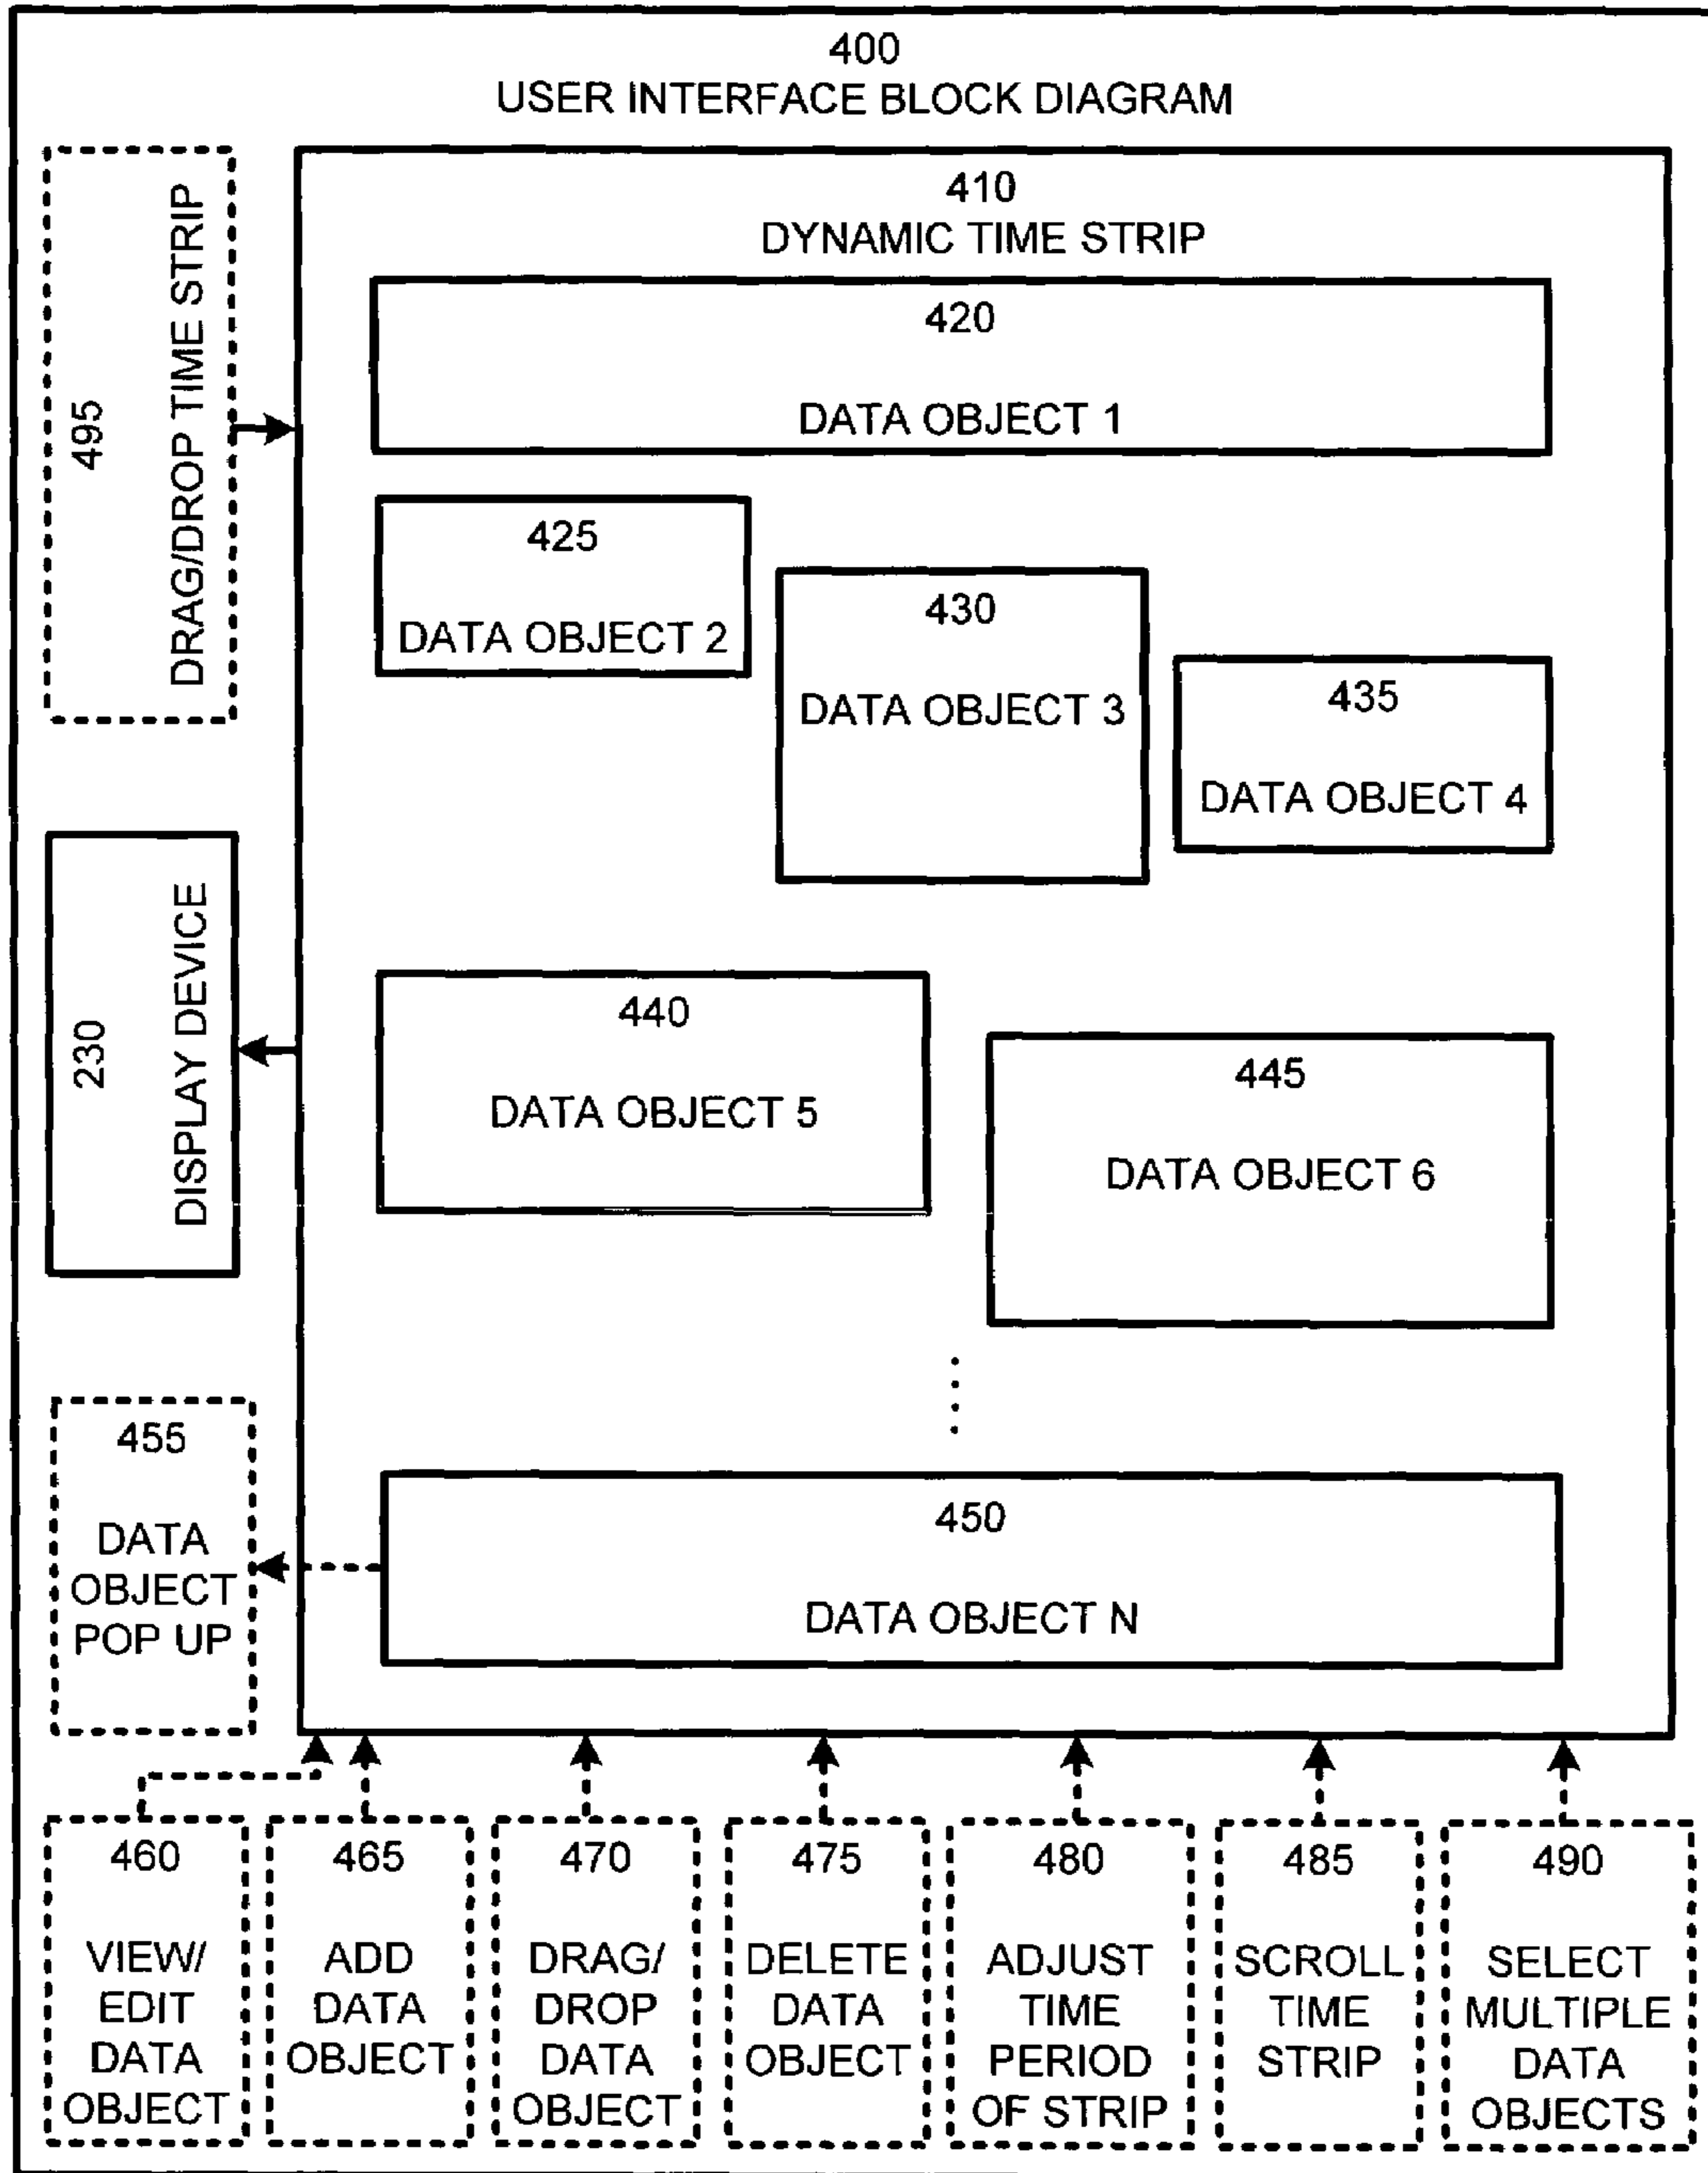 400
USER INTERFACE BLOCK DIAGRAM
495
DRAG/DROP TIME STRIP
410
DYNAMIC TIME STRIP
420
DATA OBJECT 1
425
DATA OBJECT 2
430
DATA OBJECT 3
435
DATA OBJECT 4
230
DISPLAY DEVICE
440
DATA OBJECT 5
445
DATA OBJECT 6
455
DATA
OBJECT
POP UP
450
DATA OBJECT N
460
VIEW/
EDIT
DATA
OBJECT
465
ADD
DATA
OBJECT
470
DRAG/
DROP
DATA
OBJECT
475
DELETE
DATA
OBJECT
480
ADJUST
TIME
PERIOD
OF STRIP
485
SCROLL
TIME
STRIP
490
SELECT
MULTIPLE
DATA
OBJECTS